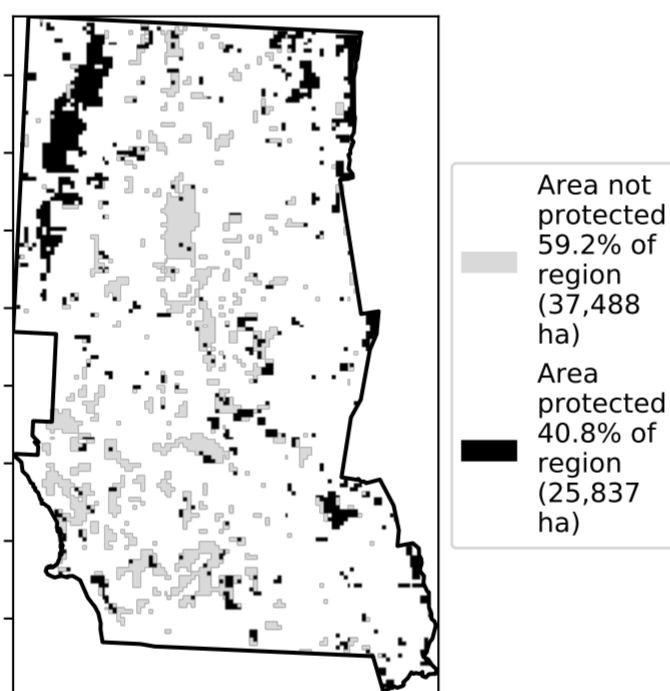 Area not
protected
59.2% of
region
(37,488
ha)
Area
protected
40.8% of
region
(25,837
ha)